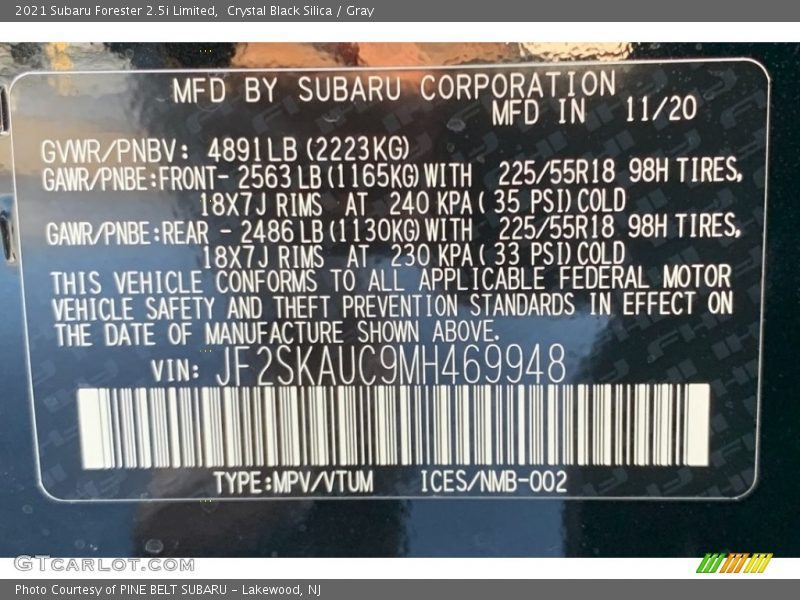 2021 Subaru Forester 2.5i Limited,  Crystal Black Silica / Gray
MFD BY SUBARU CORPORATION
MFD IN 11/20
GVWR/PNBV: 4891LB (2223KG)
GAWR/PNBE:FRONT- 2563 LB (1165KG) WITH 225/55R18 98H TIRES,
18X7J RIMS AT 240 KPA ( 35 PSI) COLD
GAWR/PNBE:REAR - 2486 LB (1130KG) WITH 225/55R18 98H TIRES,
18X7J RIMS AT 230 KPA ( 33 PSI) COLD
THIS VEHICLE CONFORMS TO ALL APPLICABLE FEDERAL MOTOR
VEHICLE SAFETY AND THEFT PREVENTION STANDARDS IN EFFECT ON
THE DATE OF MANUFACTURE SHOWN ABOVE.
VIN: JF2SKAUC9MH469948
TYPE:MPV/VTUM ICES/NMB-002
GTCarLot.com
Photo Courtesy of PINE BELT SUBARU - Lakewood, NJ